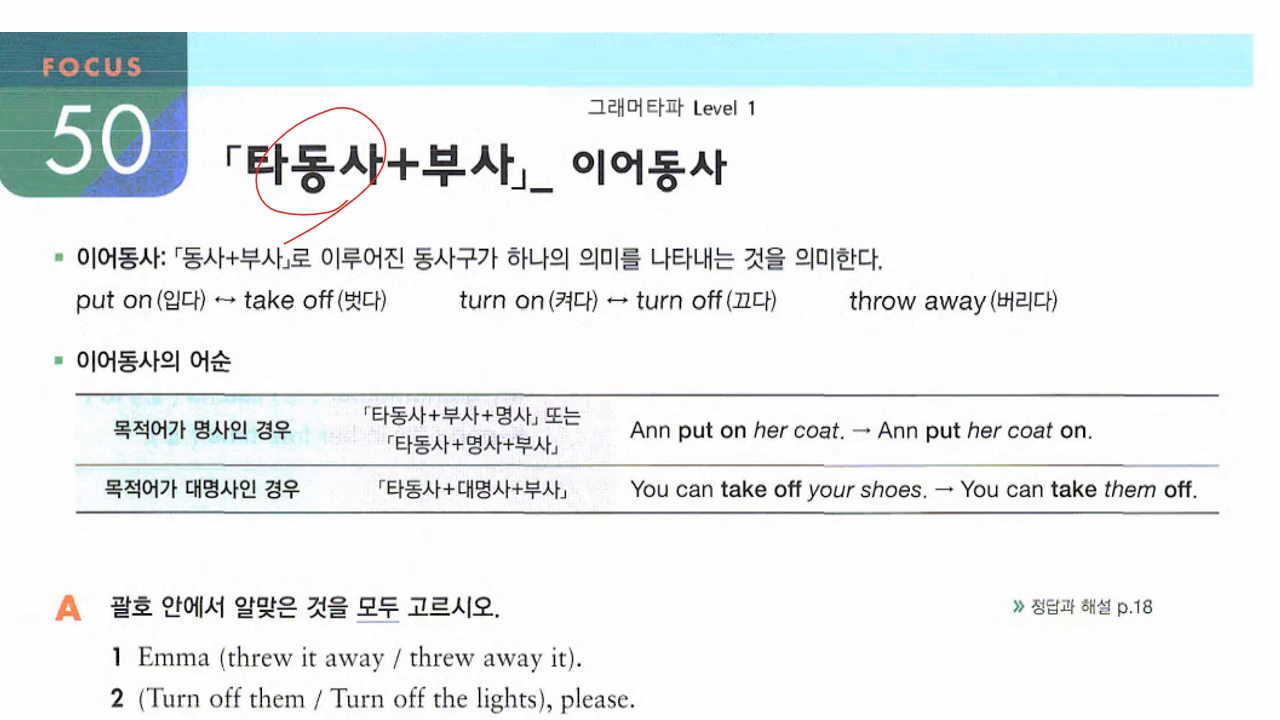 FOCUS
50
그래머타파 Level 1
「타동사+부사」_ 이어동사
이어동사: 「동사+부사」로 이루어진 동사구가 하나의 의미를 나타내는 것을 의미한다.
put on(입다) ↔ take off(벗다) turn on(켜다) ↔ turn off(끄다) throw away(버리다)
이어동사의 어순
목적어가 명사인 경우 「타동사+부사+명사」 또는 「타동사+명사+부사」 Ann put on her coat. → Ann put her coat on.
목적어가 대명사인 경우 「타동사+대명사+부사」 You can take off your shoes. → You can take them off.
A 괄호 안에서 알맞은 것을 모두 고르시오. » 정답과 해설 p.18
1 Emma (threw it away / threw away it).
2 (Turn off them / Turn off the lights), please.